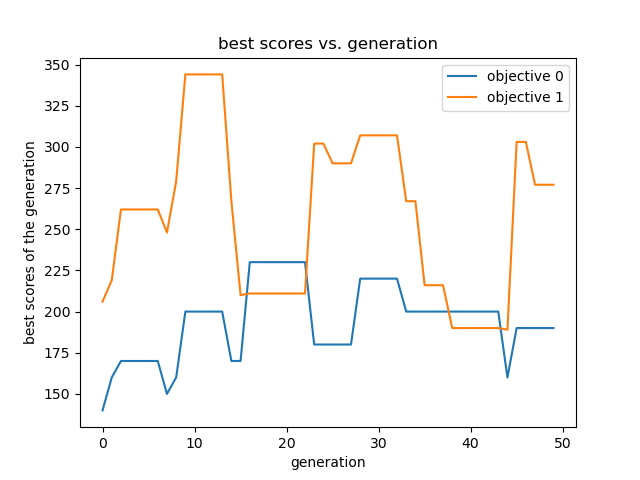 best scores vs. generation
objective 0
objective 1
best scores of the generation
350
325
300
275
250
225
200
175
150
0 10 20 30 40 50
generation